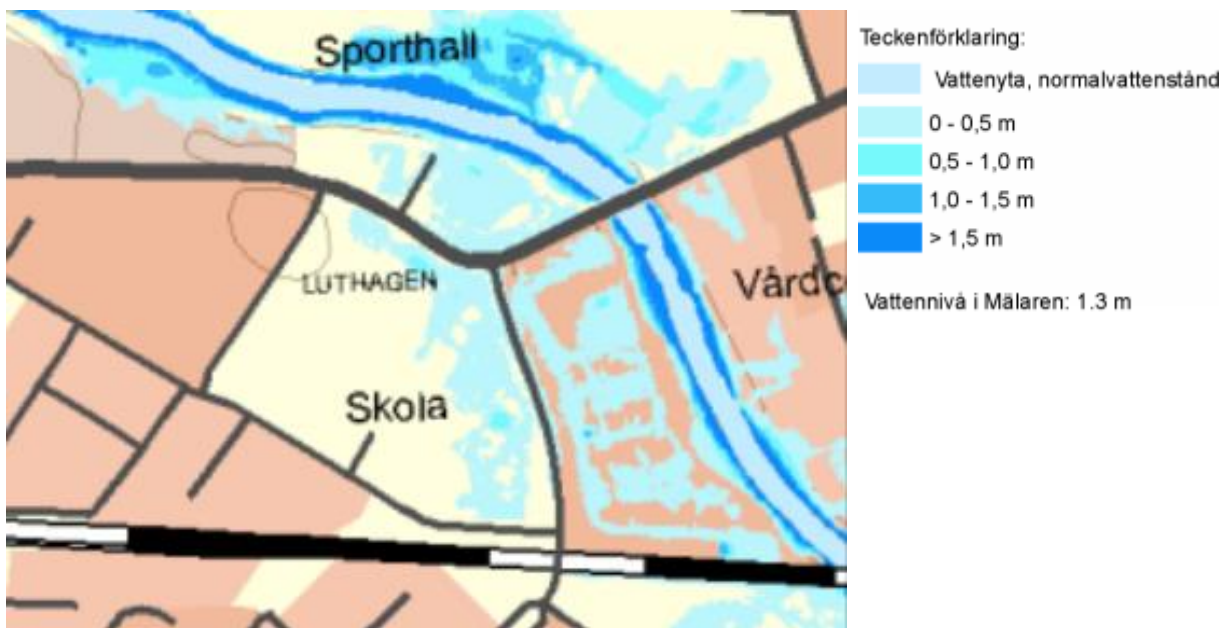 Sporthall
LUTHAGEN
Vårdc
Skola
Teckenförklaring:
Vattenyta, normalvattenstånd
0 - 0,5 m
0,5 - 1,0 m
1,0 - 1,5 m
> 1,5 m
Vattennivå i Mälaren: 1.3 m